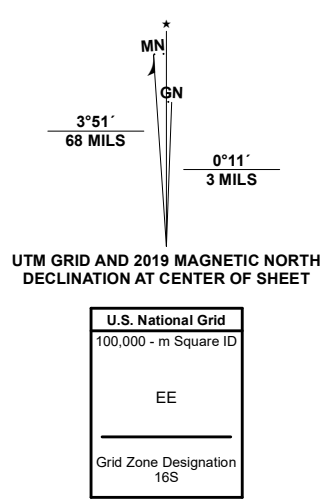 MN
GN
3°51´
68 MILS
0°11´
3 MILS
UTM GRID AND 2019 MAGNETIC NORTH
DECLINATION AT CENTER OF SHEET
U.S. National Grid
100,000 - m Square ID
EE
Grid Zone Designation
16S